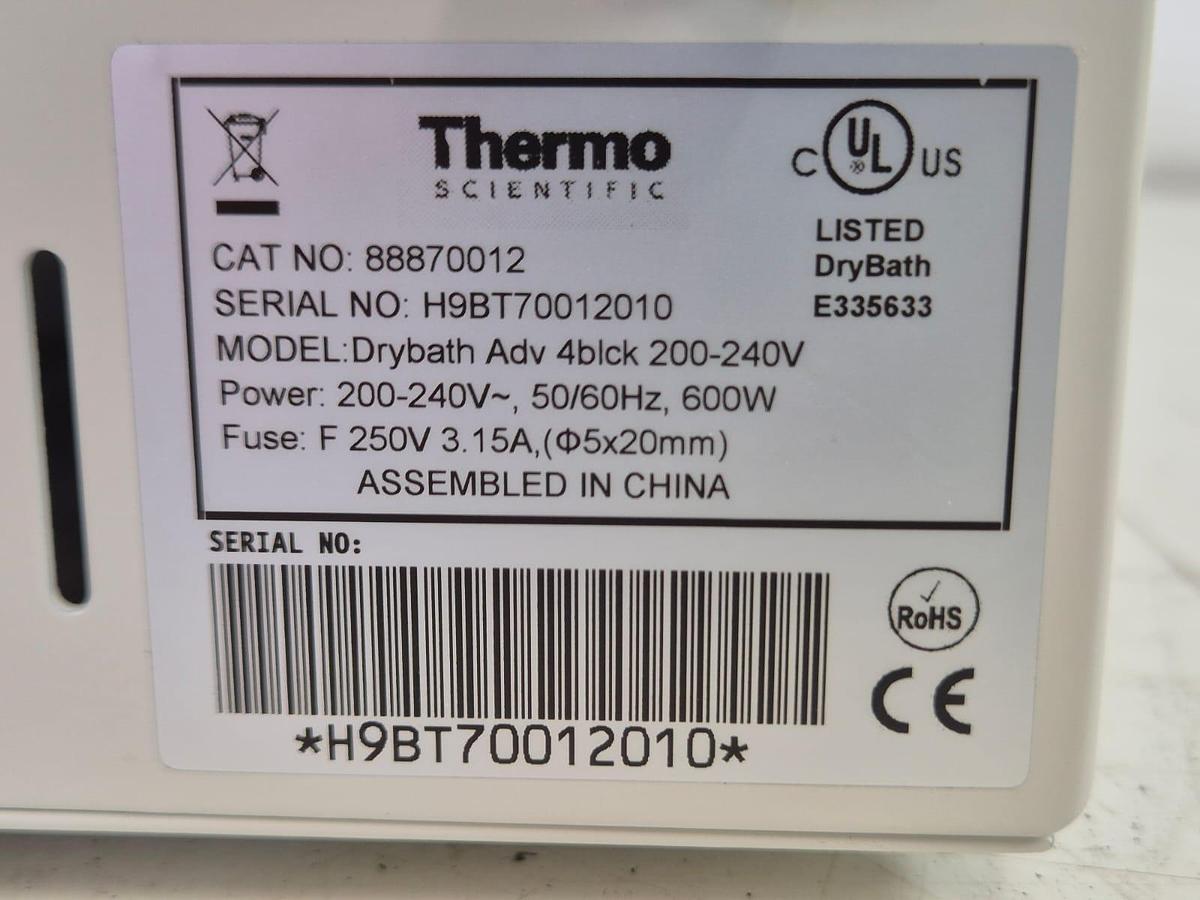 Thermo
SCIENTIFIC
C UL US
LISTED
DryBath
E335633
CAT NO: 88870012
SERIAL NO: H9BT70012010
MODEL:Drybath Adv 4blck 200-240V
Power: 200-240V~, 50/60Hz, 600W
Fuse: F 250V 3.15A,(Φ5x20mm)
ASSEMBLED IN CHINA
SERIAL NO:
*H9BT70012010*
RoHS
CE